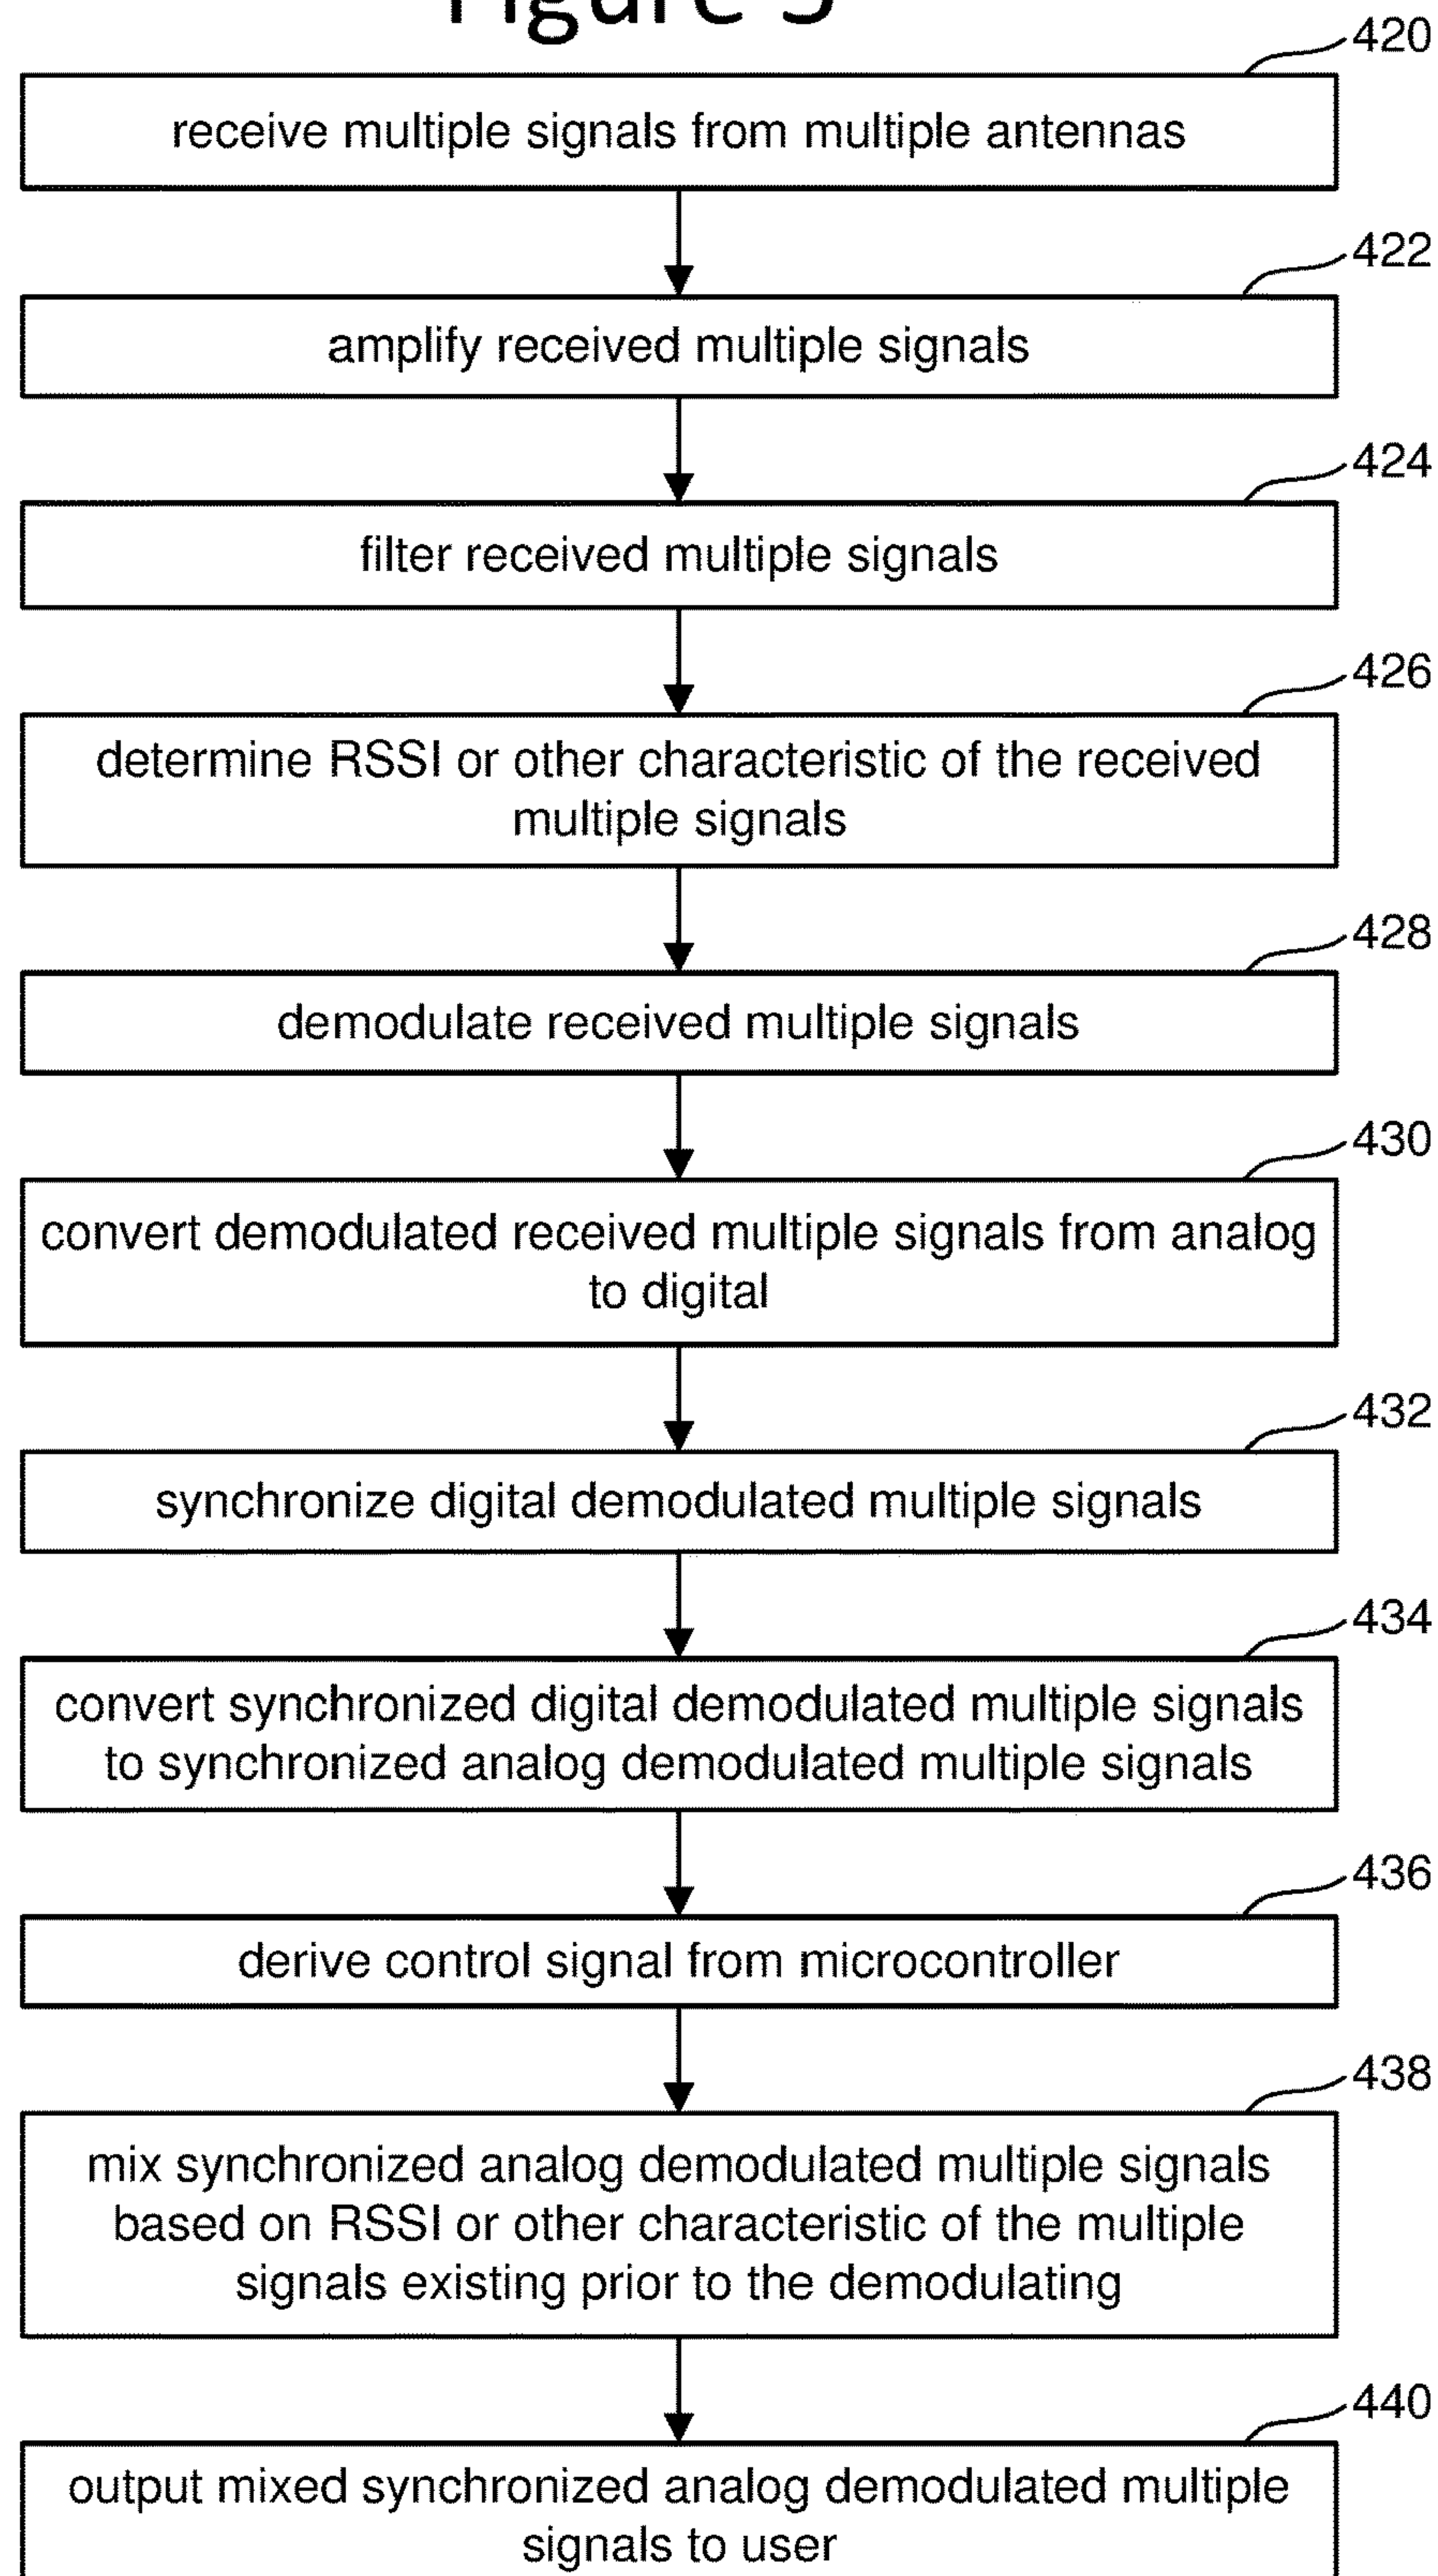 Figure 5
420
receive multiple signals from multiple antennas
422
amplify received multiple signals
424
filter received multiple signals
426
determine RSSI or other characteristic of the received
multiple signals
428
demodulate received multiple signals
430
convert demodulated received multiple signals from analog
to digital
432
synchronize digital demodulated multiple signals
434
convert synchronized digital demodulated multiple signals
to synchronized analog demodulated multiple signals
436
derive control signal from microcontroller
438
mix synchronized analog demodulated multiple signals
based on RSSI or other characteristic of the multiple
signals existing prior to the demodulating
440
output mixed synchronized analog demodulated multiple
signals to user